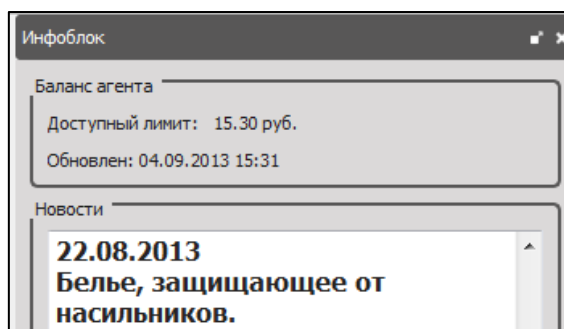 Инфоблок
Баланс агента
Доступный лимит: 15.30 руб.
Обновлен: 04.09.2013 15:31
Новости
22.08.2013
Белье, защищающее от
насильников.